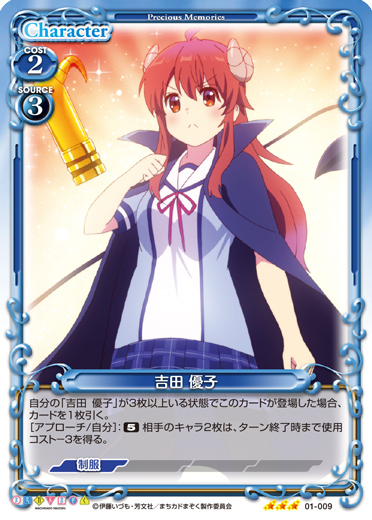 Precious Memories
Character
COST
2
SOURCE
3
吉田 優子
自分の「吉田 優子」が3枚以上いる状態でこのカードが登場した場合、
カードを1枚引く。
[アプローチ/自分]:5 相手のキャラ2枚は、ターン終了時まで使用
コスト−3を得る。
制服
©伊藤いづも・芳文社/まちカドまぞく製作委員会
01-009